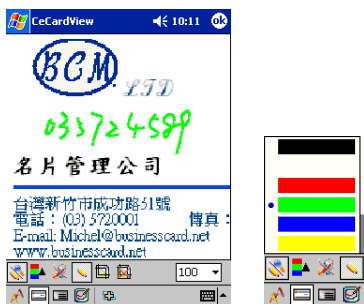 CeCardView 10:11 ok
BCM.
LTD
035724589
名片管理公司
台灣新竹市成功路51號
電話：(03) 5720001 傳真：
E-mail: Michel@businesscard.net
www.businesscard.net
100